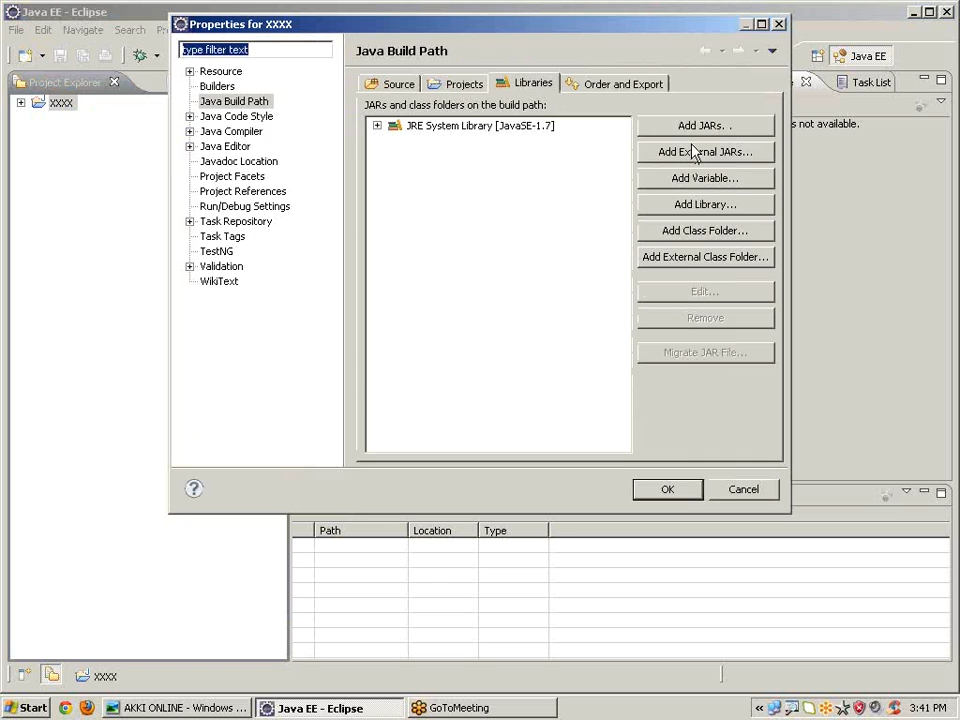 Java EE - Eclipse
Properties for XXXX
File Edit Navigate Search Pr
type filter text
Java Build Path
Java EE
Project Explorer
Source Projects Libraries Order and Export
Task List
XXXX
Resource
Builders
Java Build Path
Java Code Style
Java Compiler
Java Editor
Javadoc Location
Project Facets
Project References
Run/Debug Settings
Task Repository
Task Tags
TestNG
Validation
WikiText
JARs and class folders on the build path:
JRE System Library [JavaSE-1.7]
Add JARs. .
Add External JARs...
Add Variable...
Add Library...
Add Class Folder...
Add External Class Folder...
Edit...
Remove
Migrate JAR File...
s not available.
OK Cancel
Path Location Type
XXXX
Start AKKI ONLINE - Windows ... Java EE - Eclipse GoToMeeting 3:41 PM